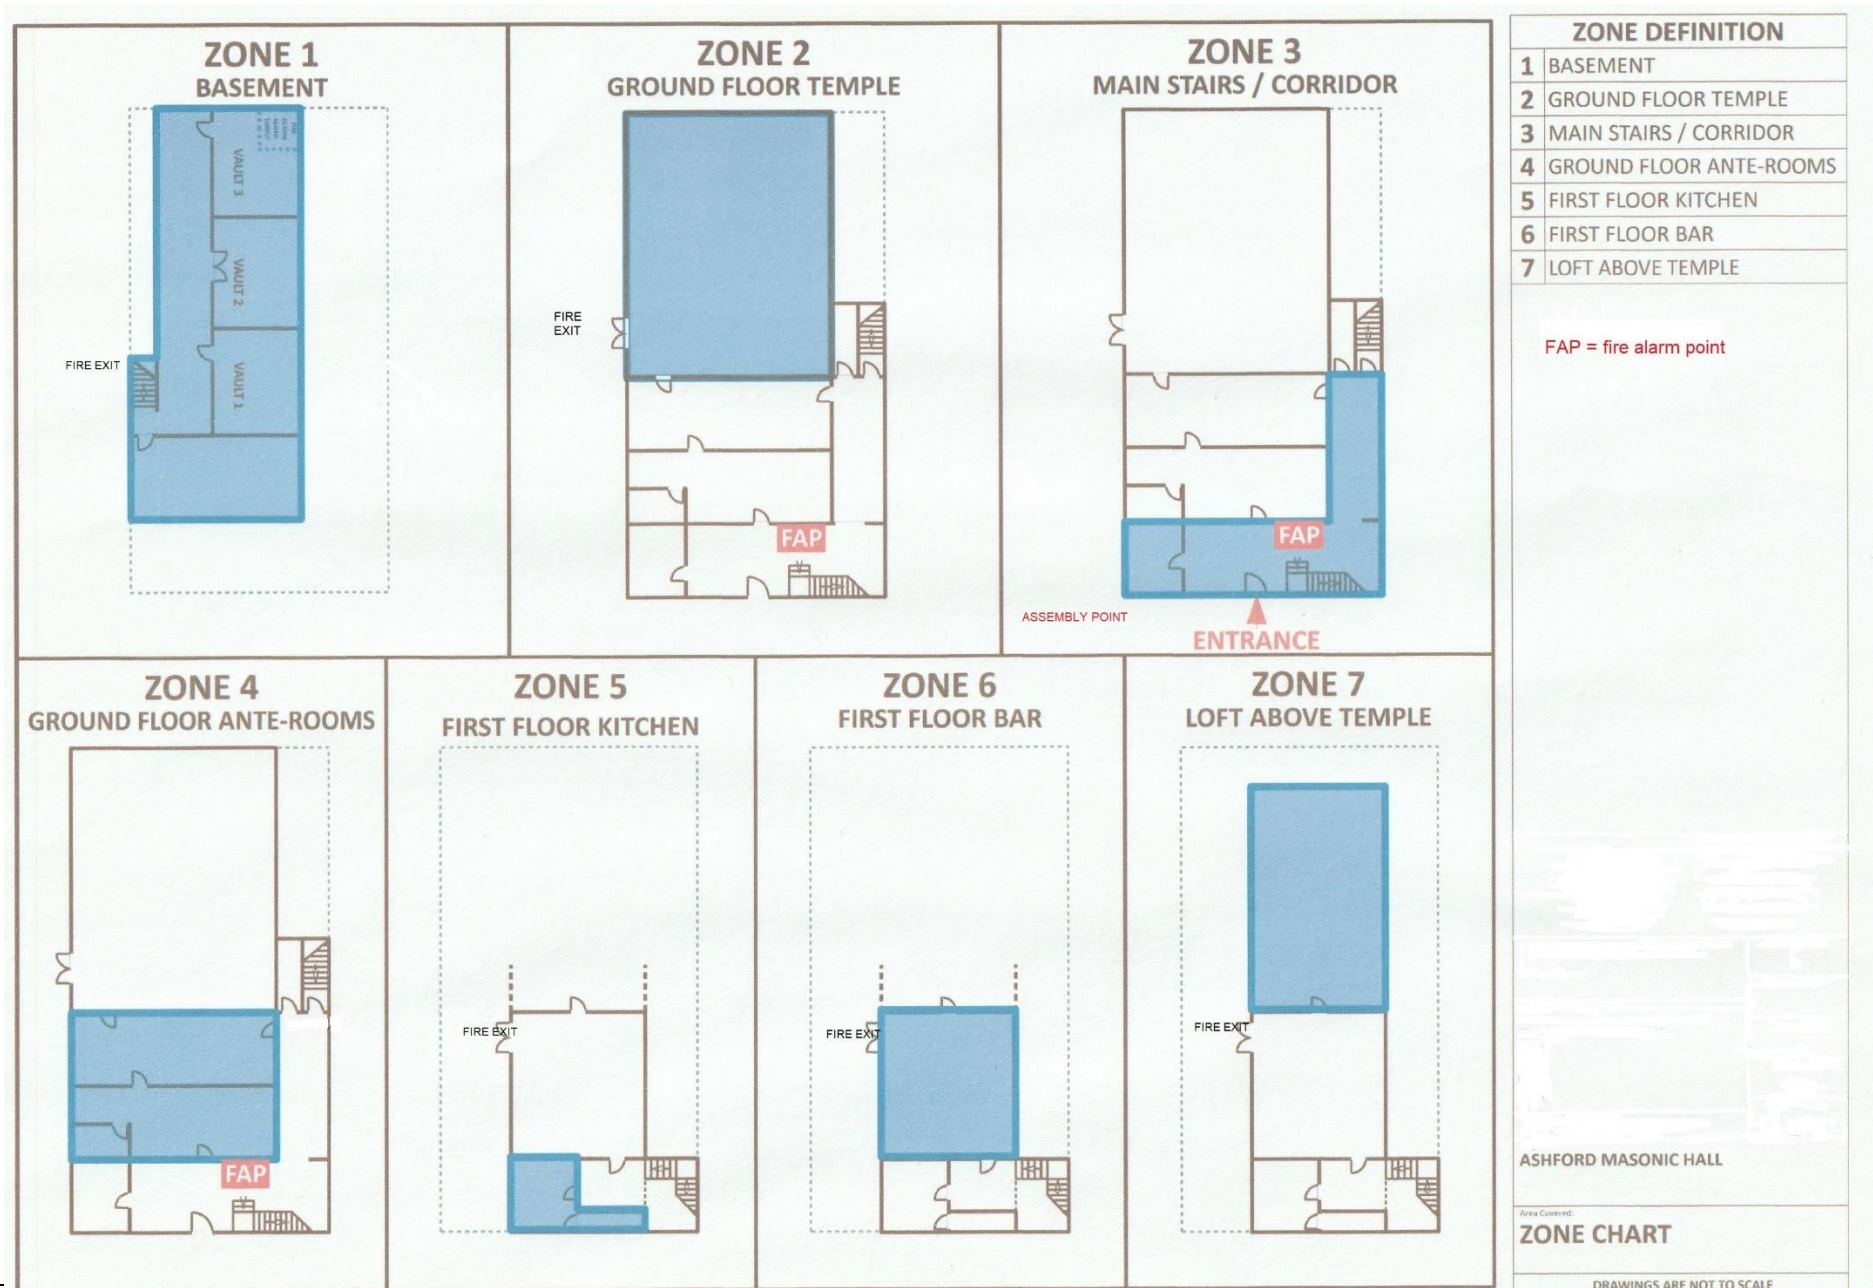 ZONE 1
BASEMENT
VAULT 3
VAULT 2
VAULT 1
FIRE EXIT
ZONE 2
GROUND FLOOR TEMPLE
FIRE
EXIT
FAP
ZONE 3
MAIN STAIRS / CORRIDOR
FAP
ASSEMBLY POINT
ENTRANCE
ZONE 4
GROUND FLOOR ANTE-ROOMS
FAP
ZONE 5
FIRST FLOOR KITCHEN
FIRE EXIT
ZONE 6
FIRST FLOOR BAR
FIRE EXIT
ZONE 7
LOFT ABOVE TEMPLE
FIRE EXIT
ZONE DEFINITION
1 BASEMENT
2 GROUND FLOOR TEMPLE
3 MAIN STAIRS / CORRIDOR
4 GROUND FLOOR ANTE-ROOMS
5 FIRST FLOOR KITCHEN
6 FIRST FLOOR BAR
7 LOFT ABOVE TEMPLE
FAP = fire alarm point
ASHFORD MASONIC HALL
Area Covered:
ZONE CHART
DRAWINGS ARE NOT TO SCALE